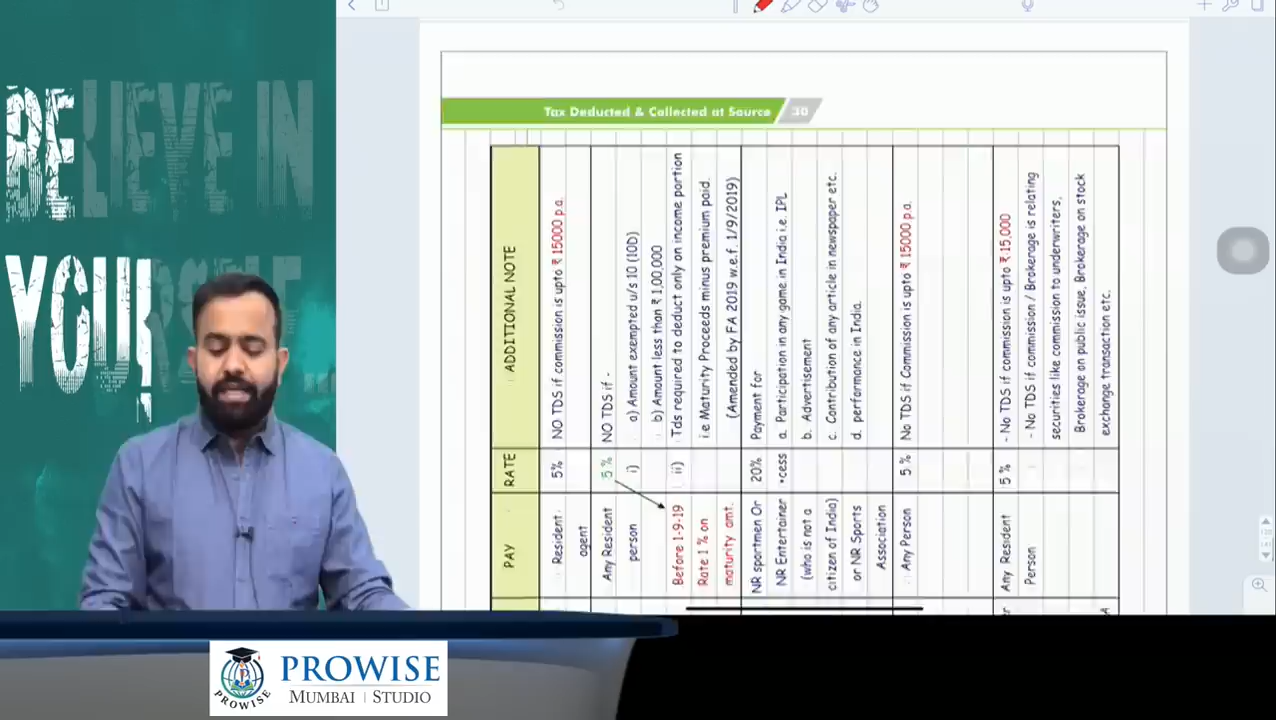 BELIEVE IN
YOURSELF
Tax Deducted & Collected at Source 30
PAY
RATE
ADDITIONAL NOTE
Resident
agent
5%
NO TDS if commission is upto ₹ 15000 p.a.
Any Resident
person
Before 1-9-19
Rate 1 % on
maturity amt.
5 %
i)
ii)
NO TDS if -
a) Amount exempted u/s 10 (10D)
b) Amount less than ₹ 1,00,000
Tds required to deduct only on income portion
i.e Maturity Proceeds minus premium paid.
(Amended by FA 2019 w.e.f. 1/9/2019)
NR sportmen Or
NR Entertainer
(who is not a
citizen of India)
or NR Sports
Association
20%
+cess
Payment for
a. Participation in any game in India i.e. IPL
b. Advertisement
c. Contribution of any article in newspaper etc.
d. performance in India.
Any Person
5 %
No TDS if Commission is upto ₹ 15000 p.a.
Any Resident
Person
5 %
- No TDS if commission is upto ₹ 15,000
- No TDS if commission / Brokerage is relating
securities like commission to underwriters,
Brokerage on public issue, Brokerage on stock
exchange transaction etc.
PROWISE
PROWISE
MUMBAI | STUDIO